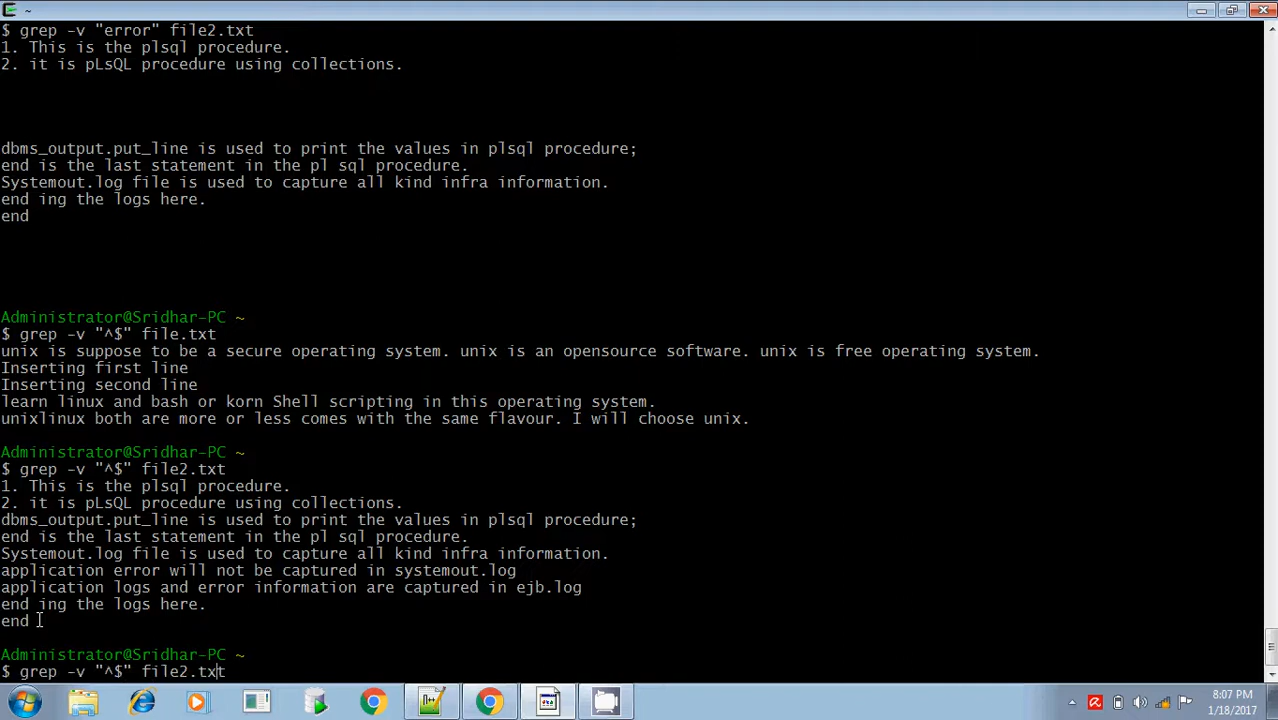 ~
$ grep -v "error" file2.txt
1. This is the plsql procedure.
2. it is pLsQL procedure using collections.
dbms_output.put_line is used to print the values in plsql procedure;
end is the last statement in the pl sql procedure.
Systemout.log file is used to capture all kind infra information.
end ing the logs here.
end
Administrator@Sridhar-PC ~
$ grep -v "^$" file.txt
unix is suppose to be a secure operating system. unix is an opensource software. unix is free operating system.
Inserting first line
Inserting second line
learn linux and bash or korn Shell scripting in this operating system.
unixlinux both are more or less comes with the same flavour. I will choose unix.
Administrator@Sridhar-PC ~
$ grep -v "^$" file2.txt
1. This is the plsql procedure.
2. it is pLsQL procedure using collections.
dbms_output.put_line is used to print the values in plsql procedure;
end is the last statement in the pl sql procedure.
Systemout.log file is used to capture all kind infra information.
application error will not be captured in systemout.log
application logs and error information are captured in ejb.log
end ing the logs here.
end
Administrator@Sridhar-PC ~
$ grep -v "^$" file2.txt
8:07 PM
1/18/2017